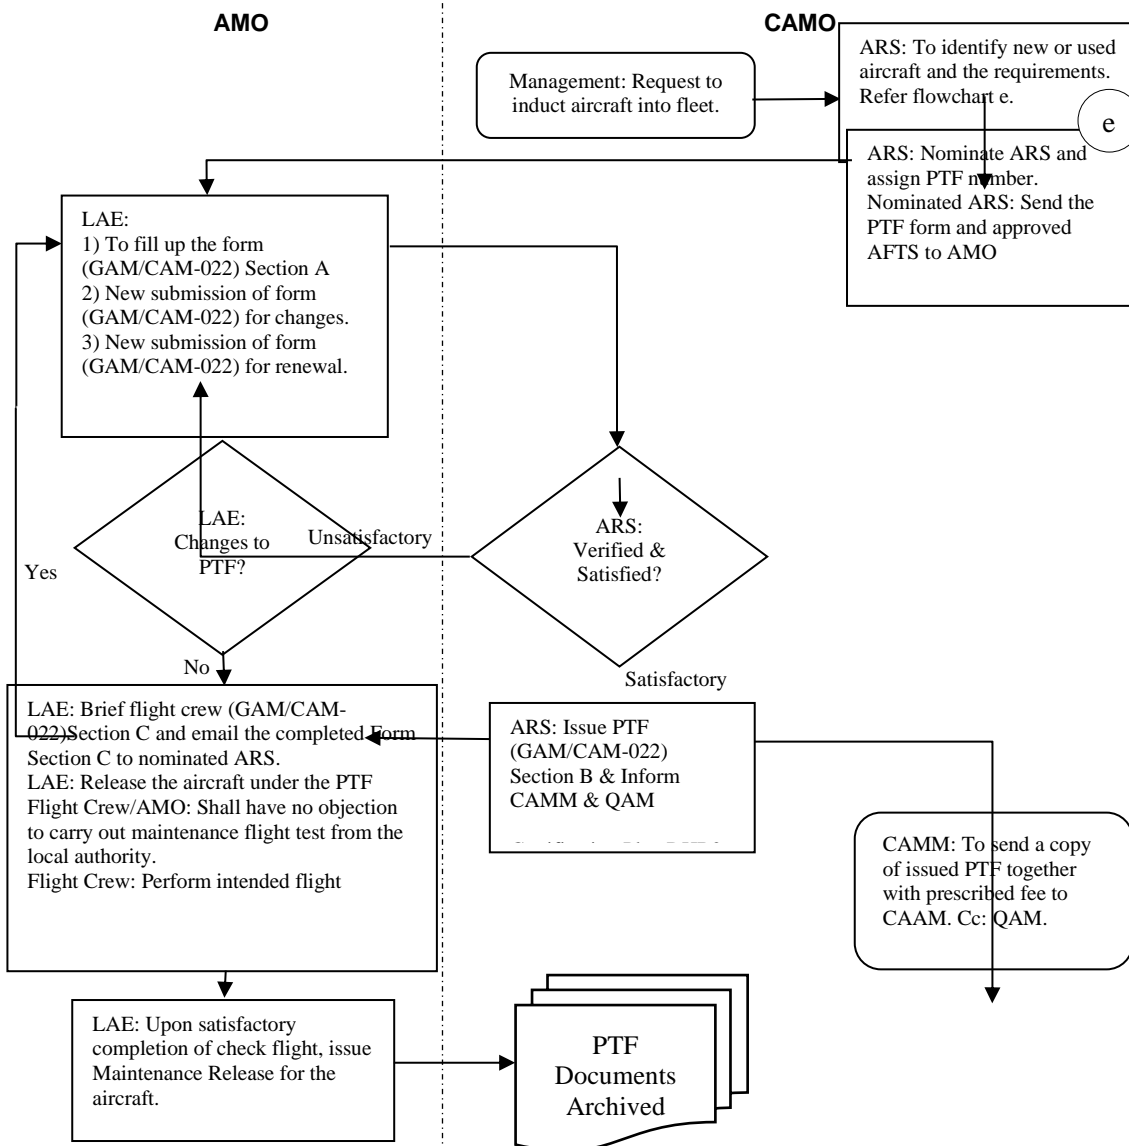 AMO
CAMO
Management: Request to
induct aircraft into fleet.
ARS: To identify new or used
aircraft and the requirements.
Refer flowchart e.
e
ARS: Nominate ARS and
assign PTF number.
Nominated ARS: Send the
PTF form and approved
AFTS to AMO
LAE:
1) To fill up the form
(GAM/CAM-022) Section A
2) New submission of form
(GAM/CAM-022) for changes.
3) New submission of form
(GAM/CAM-022) for renewal.
LAE:
Changes to
PTF?
Unsatisfactory
ARS:
Verified &
Satisfied?
Yes
No
Satisfactory
LAE: Brief flight crew (GAM/CAM-
022)Section C and email the completed Form
Section C to nominated ARS.
LAE: Release the aircraft under the PTF
Flight Crew/AMO: Shall have no objection
to carry out maintenance flight test from the
local authority.
Flight Crew: Perform intended flight
ARS: Issue PTF
(GAM/CAM-022)
Section B & Inform
CAMM & QAM
CAMM: To send a copy
of issued PTF together
with prescribed fee to
CAAM. Cc: QAM.
LAE: Upon satisfactory
completion of check flight, issue
Maintenance Release for the
aircraft.
PTF
Documents
Archived